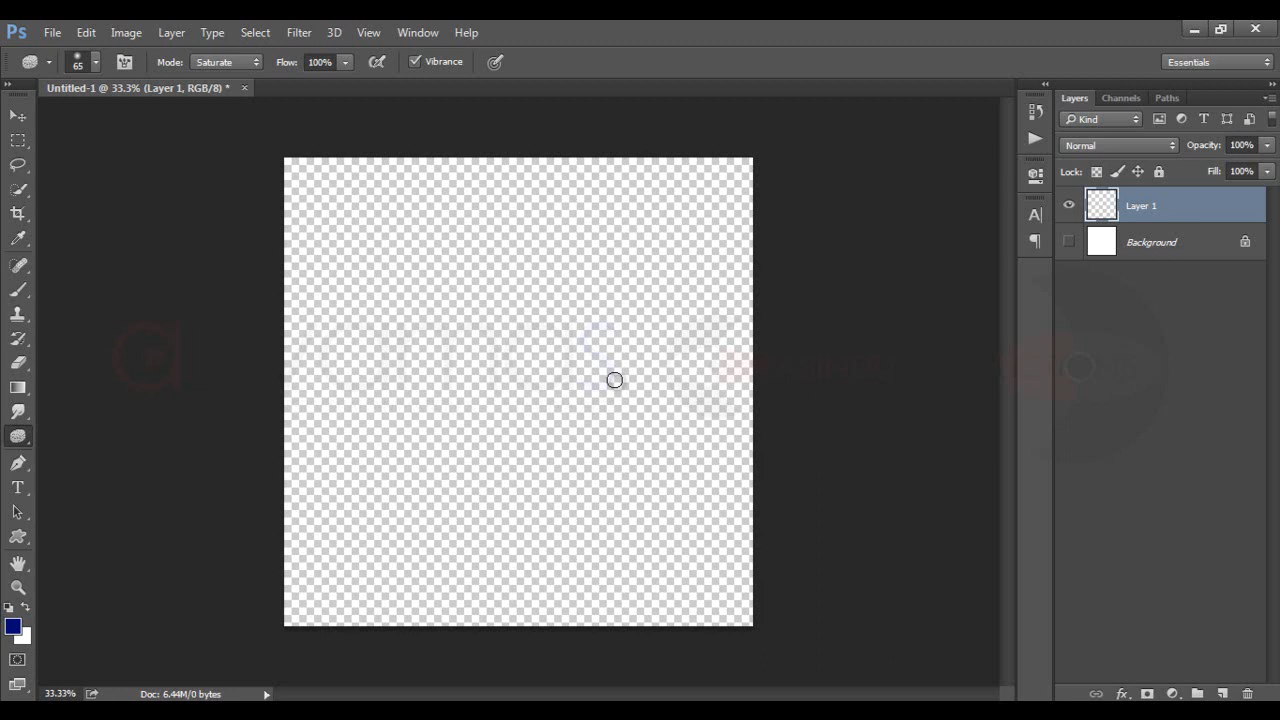 Ps File Edit Image Layer Type Select Filter 3D View Window Help
65 Mode: Saturate Flow: 100% Vibrance Essentials
Untitled-1 @ 33.3% (Layer 1, RGB/8) *
Layers Channels Paths
Kind
Normal Opacity: 100%
Lock: Fill: 100%
Layer 1
Background
33.33% Doc: 6.44M/0 bytes